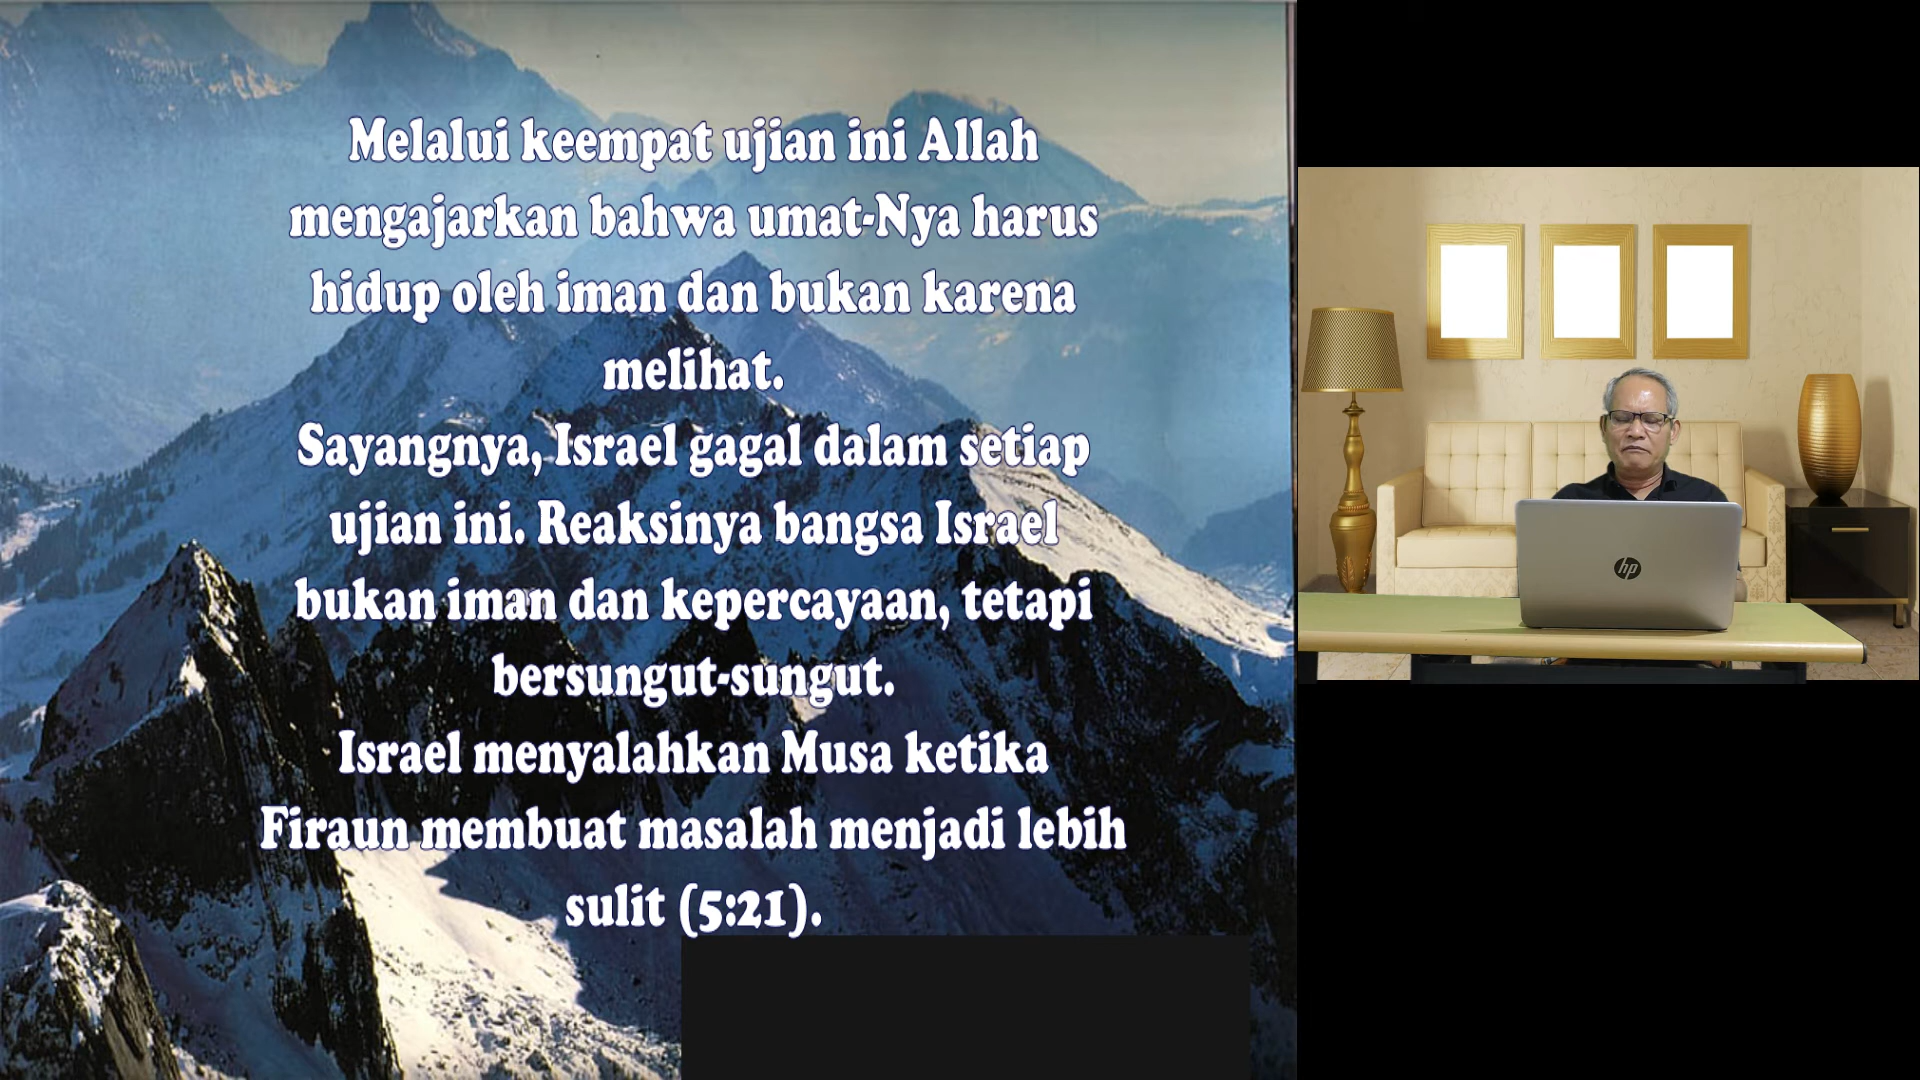 Melalui keempat ujian ini Allah
mengajarkan bahwa umat-Nya harus
hidup oleh iman dan bukan karena
melihat.
Sayangnya, Israel gagal dalam setiap
ujian ini. Reaksinya bangsa Israel
bukan iman dan kepercayaan, tetapi
bersungut-sungut.
Israel menyalahkan Musa ketika
Firaun membuat masalah menjadi lebih
sulit (5:21).
hp